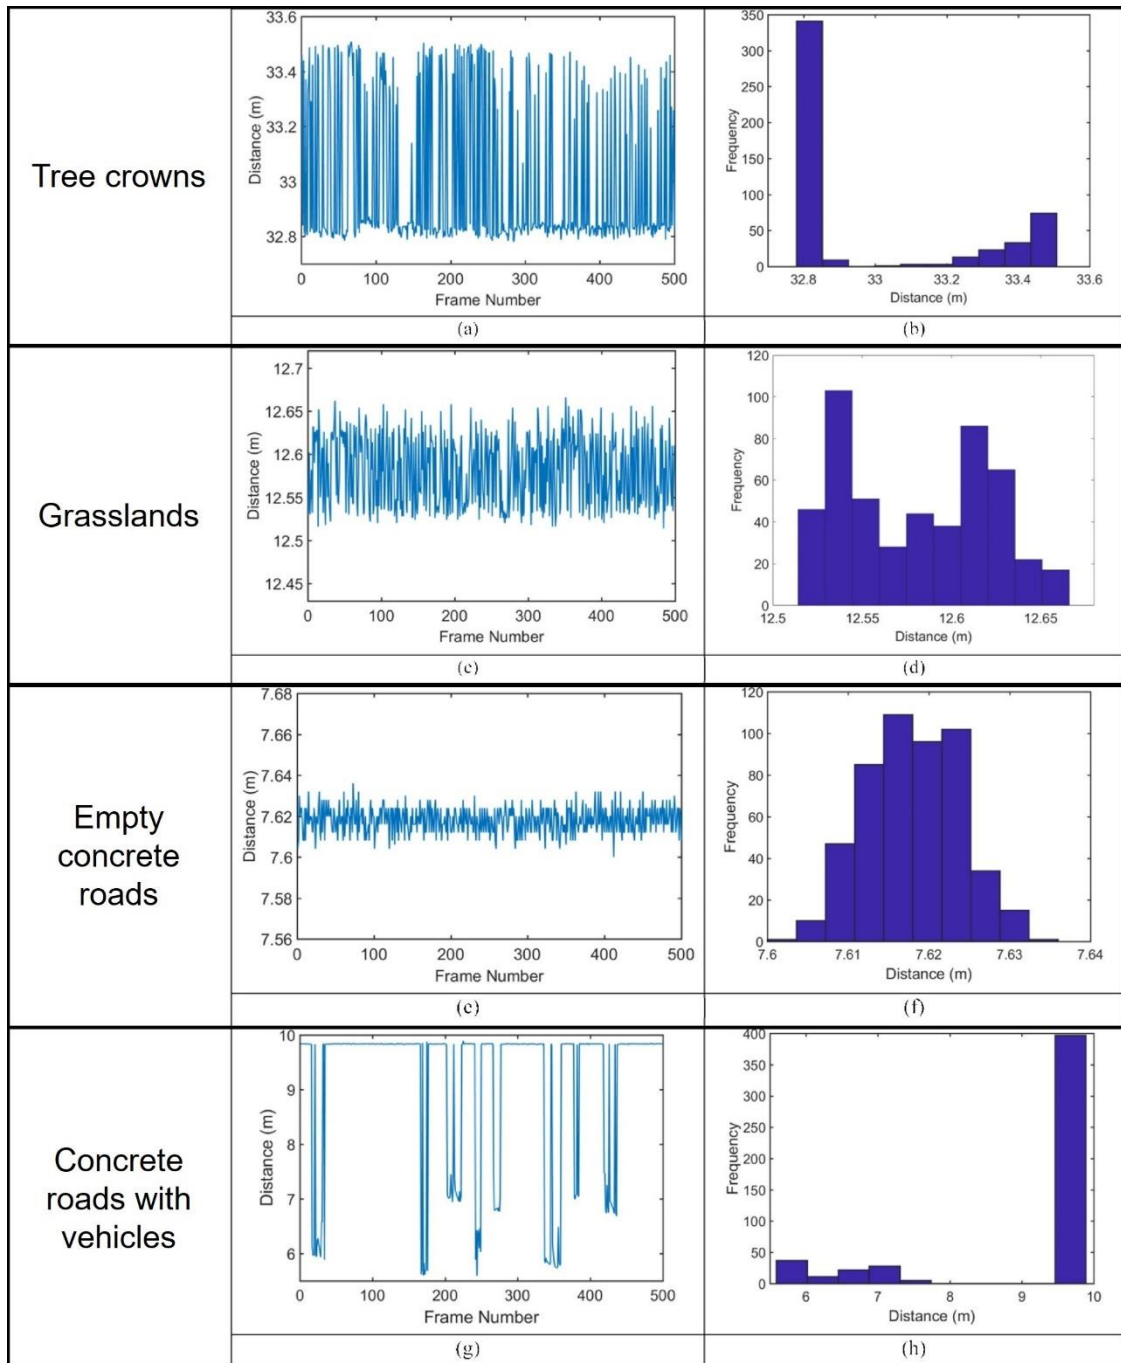 Tree crowns
33.6
33.4
33.2
33
32.8
Distance (m)
0 100 200 300 400 500
Frame Number
350
300
250
200
150
100
50
0
Frequency
32.8 33 33.2 33.4 33.6
Distance (m)
(a) (b)
Grasslands
12.7
12.65
12.6
12.55
12.5
12.45
Distance (m)
0 100 200 300 400 500
Frame Number
120
100
80
60
40
20
0
Frequency
12.5 12.55 12.6 12.65
Distance (m)
(c) (d)
Empty
concrete
roads
7.68
7.66
7.64
7.62
7.6
7.58
7.56
Distance (m)
0 100 200 300 400 500
Frame Number
120
100
80
60
40
20
0
Frequency
7.6 7.61 7.62 7.63 7.64
Distance (m)
(e) (f)
Concrete
roads with
vehicles
10
9
8
7
6
Distance (m)
0 100 200 300 400 500
Frame Number
400
350
300
250
200
150
100
50
0
Frequency
6 7 8 9 10
Distance (m)
(g) (h)